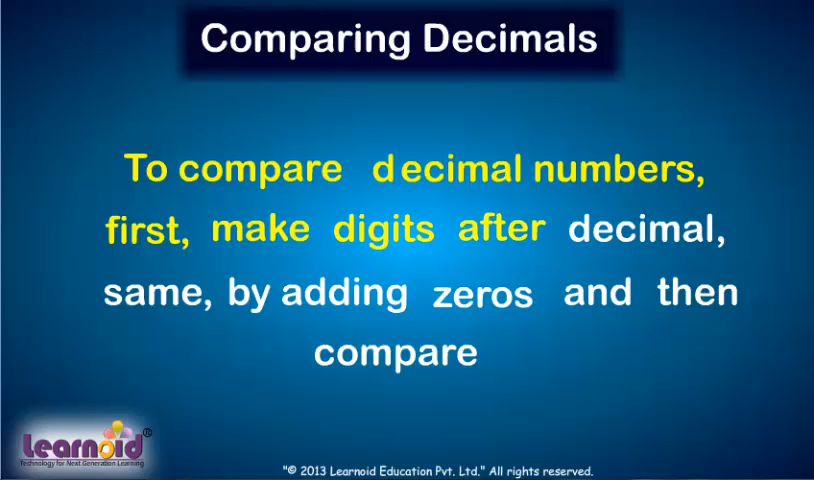 Comparing Decimals
To compare decimal numbers,
first, make digits after decimal,
same, by adding zeros and then
compare
Learnoid®
Technology for Next Generation Learning
"© 2013 Learnoid Education Pvt. Ltd." All rights reserved.